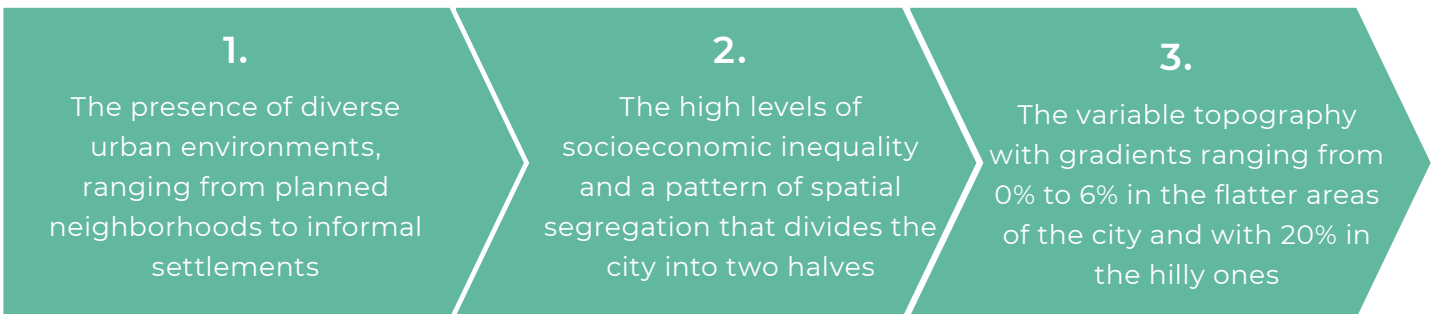 1.
The presence of diverse
urban environments,
ranging from planned
neighborhoods to informal
settlements
2.
The high levels of
socioeconomic inequality
and a pattern of spatial
segregation that divides the
city into two halves
3.
The variable topography
with gradients ranging from
0% to 6% in the flatter areas
of the city and with 20% in
the hilly ones